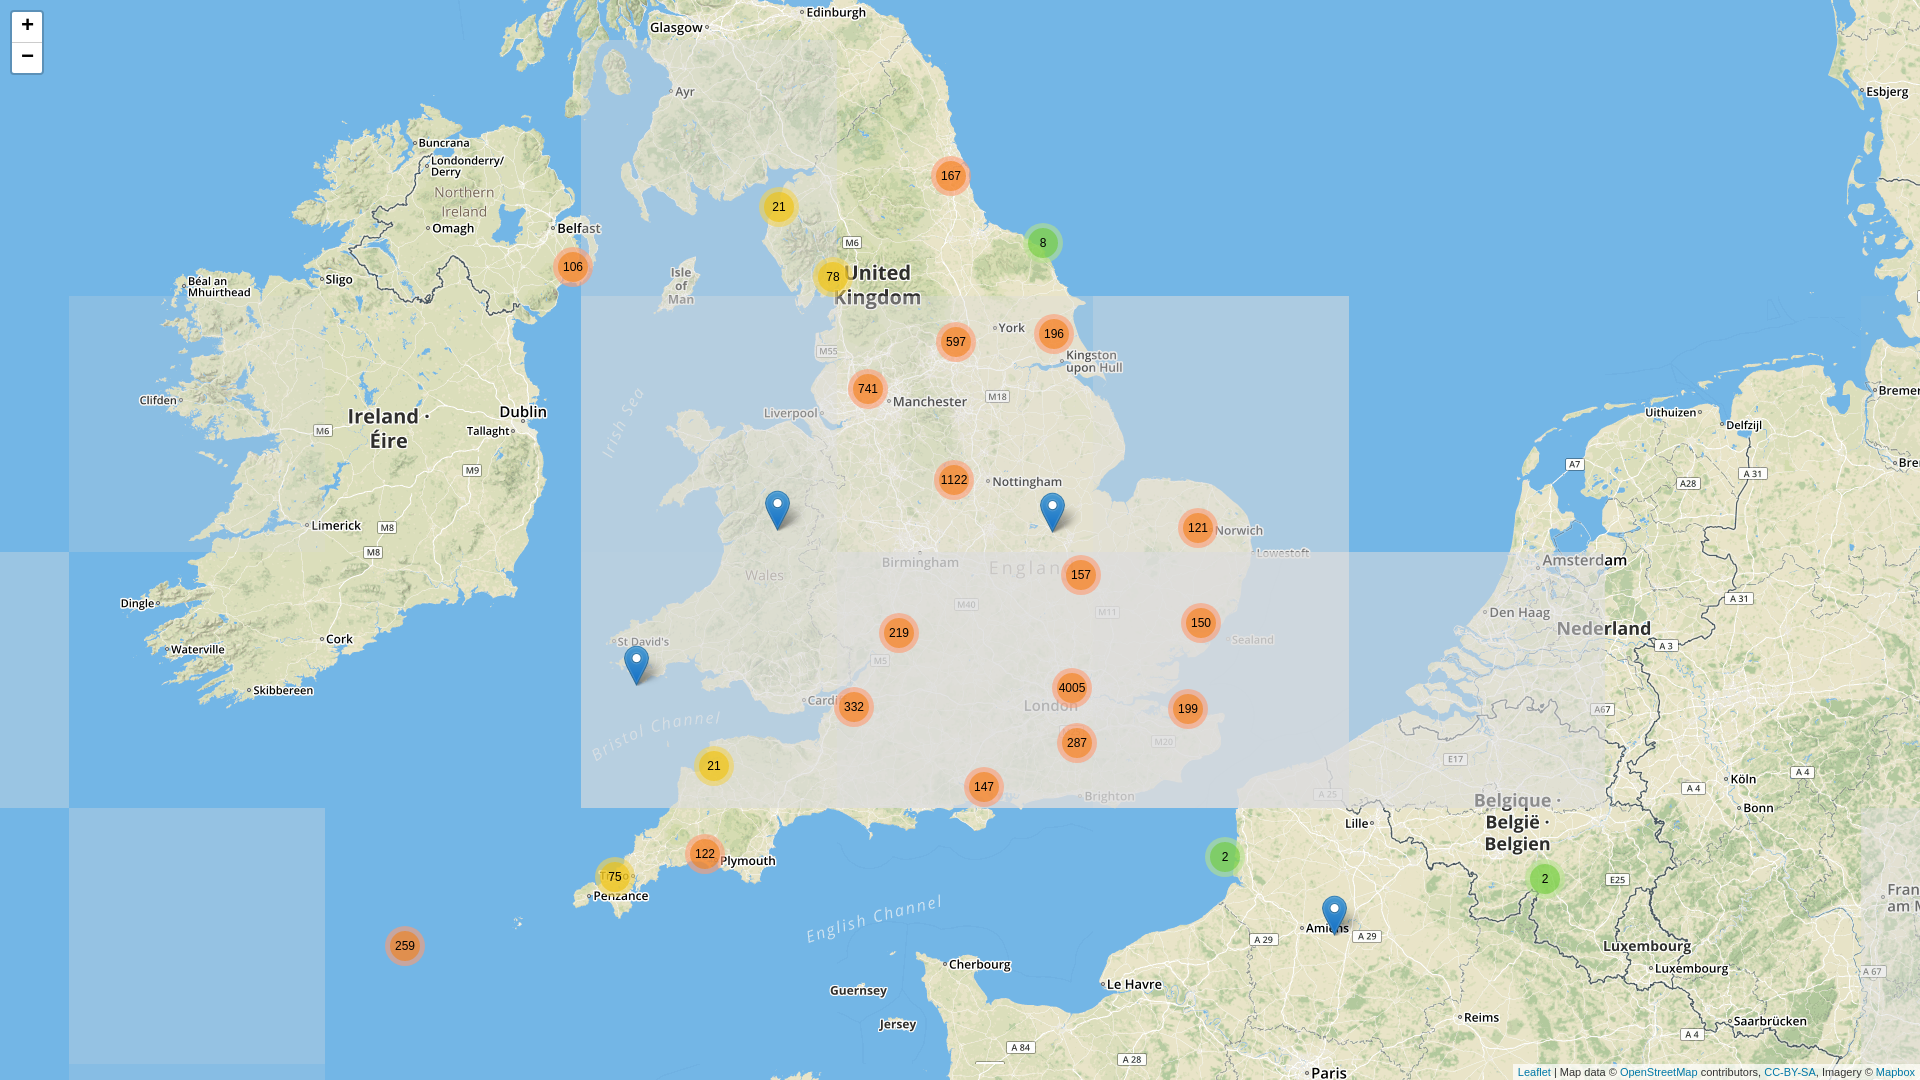 +
−
Glasgow
Edinburgh
Ayr
Esbjerg
Buncrana
Londonderry/
Derry
167
Northern
Ireland
21
Omagh
Belfast
M6
8
106
Isle
of
Man
78
United
Kingdom
Sligo
Béal an
Mhuirthead
York
196
597
M55
Kingston
upon Hull
741
Manchester
M18
Bremer
Clifden
Liverpool
Dublin
Uithuizen
Ireland ·
Éire
M6
Tallaght
Irish Sea
Delfzijl
A7
Bre
M9
1122
Nottingham
A 31
A28
Limerick
M8
121
Norwich
M8
Lowestoft
Birmingham
Englan
Amsterdam
Wales
157
Dingle
M40
M11
A 31
Den Haag
Cork
219
150
Nederland
Waterville
St David's
Sealand
A 3
M5
Skibbereen
4005
Cardi
332
London
199
A67
Bristol Channel
287
M20
E17
21
Köln
A 4
147
Brighton
A 25
A 4
Belgique ·
België ·
Belgien
Bonn
Lille
122
Plymouth
2
75
Penzance
2
E25
Fran
am M
English Channel
Amiens
A 29
A 29
259
Luxembourg
Cherbourg
Luxembourg
A 67
Le Havre
Guernsey
Reims
Jersey
Saarbrücken
A 84
A 28
A 4
Paris
Leaflet | Map data © OpenStreetMap contributors, CC-BY-SA, Imagery © Mapbox